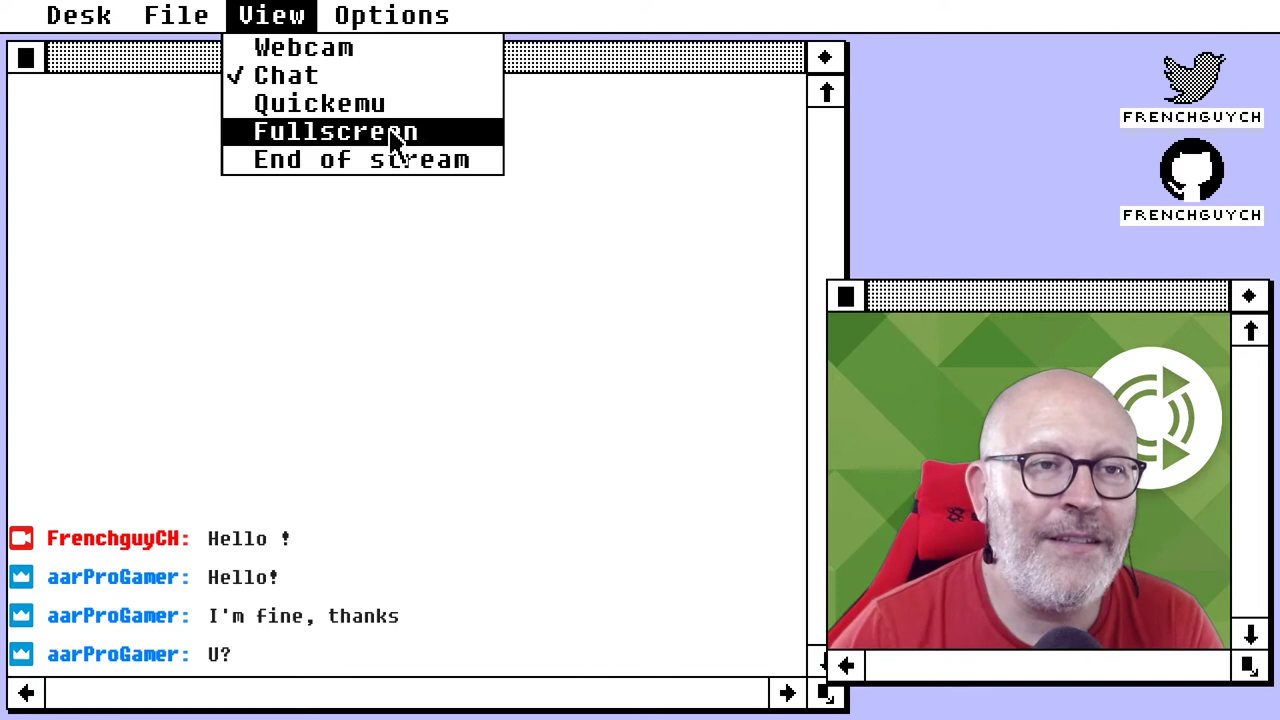 Desk File View Options
Webcam
✓ Chat
Quickemu
Fullscreen
End of stream
FRENCHGUYCH
FRENCHGUYCH
FrenchguyCH: Hello !
aarProGamer: Hello!
aarProGamer: I'm fine, thanks
aarProGamer: U?